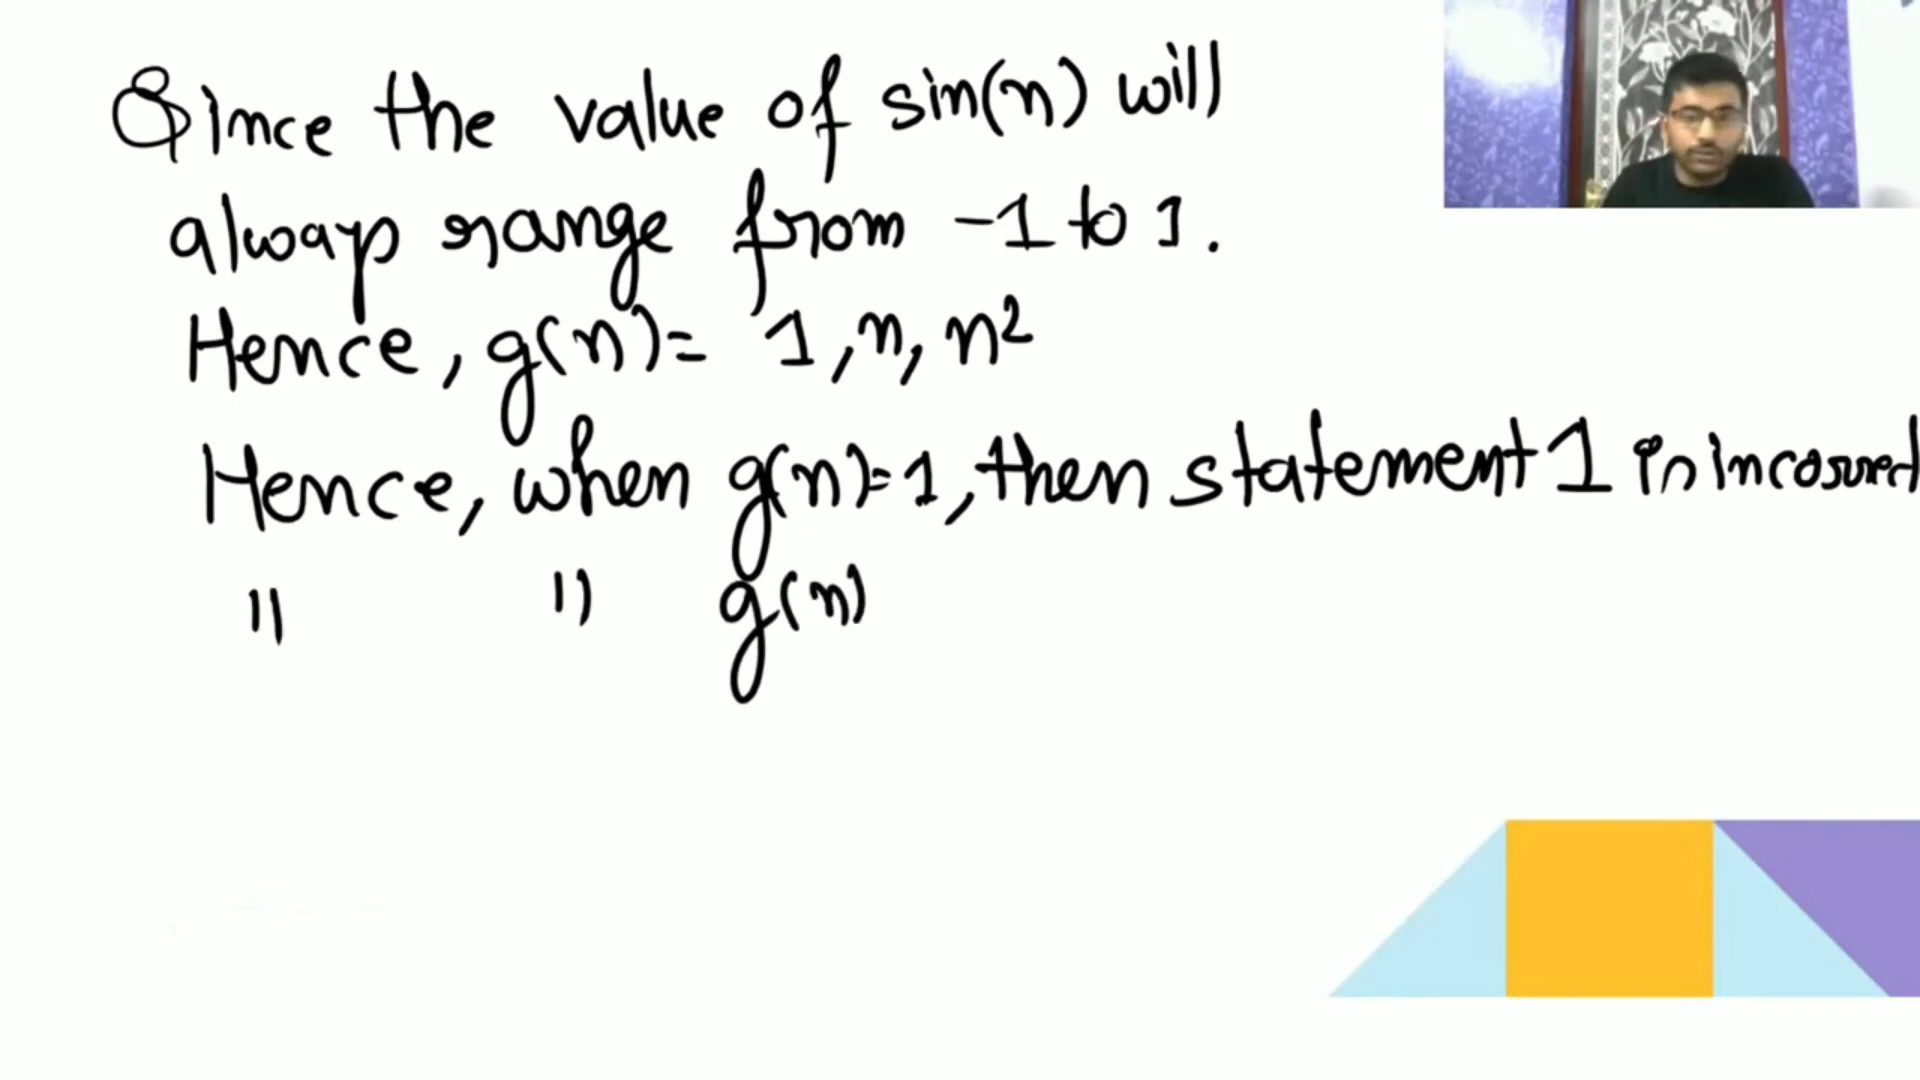 Since the value of sin(n) will
always range from -1 to 1.
Hence, g(n)= 1, n, n²
Hence, when g(n)=1, then statement 1 is incorrect
" " g(n)